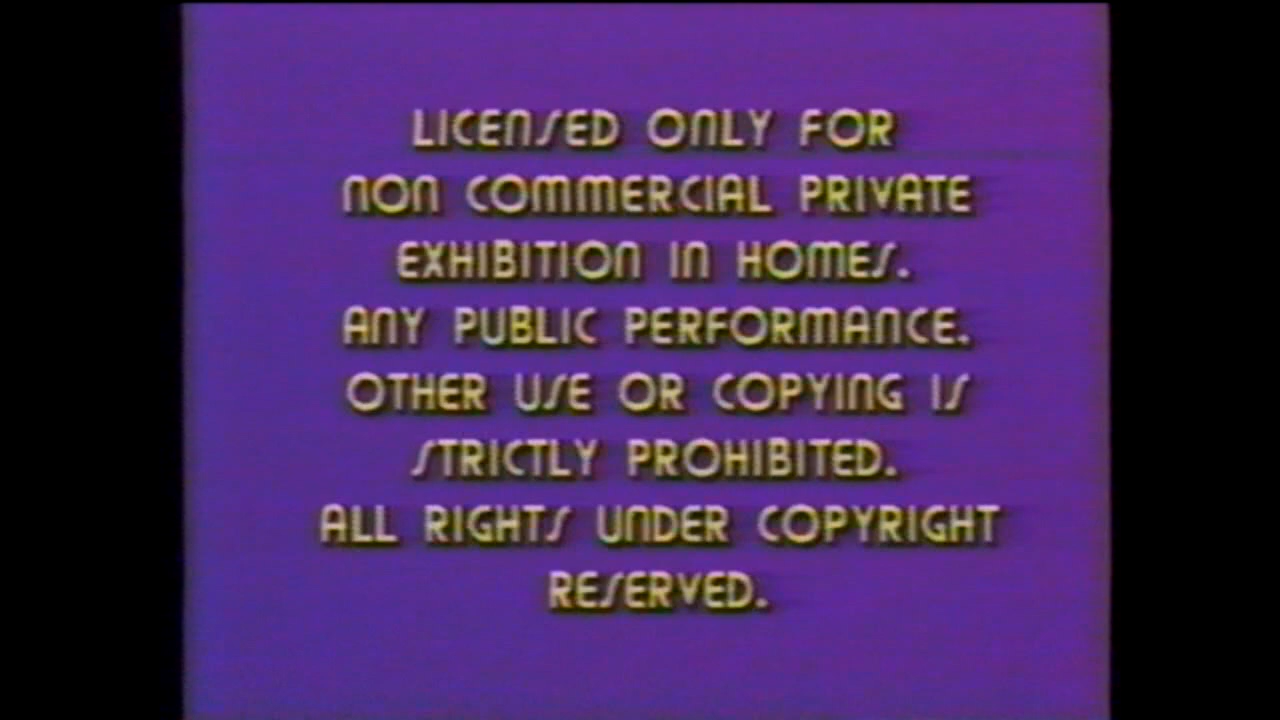 LICENSED ONLY FOR
NON COMMERCIAL PRIVATE
EXHIBITION IN HOMES.
ANY PUBLIC PERFORMANCE.
OTHER USE OR COPYING IS
STRICTLY PROHIBITED.
ALL RIGHTS UNDER COPYRIGHT
RESERVED.